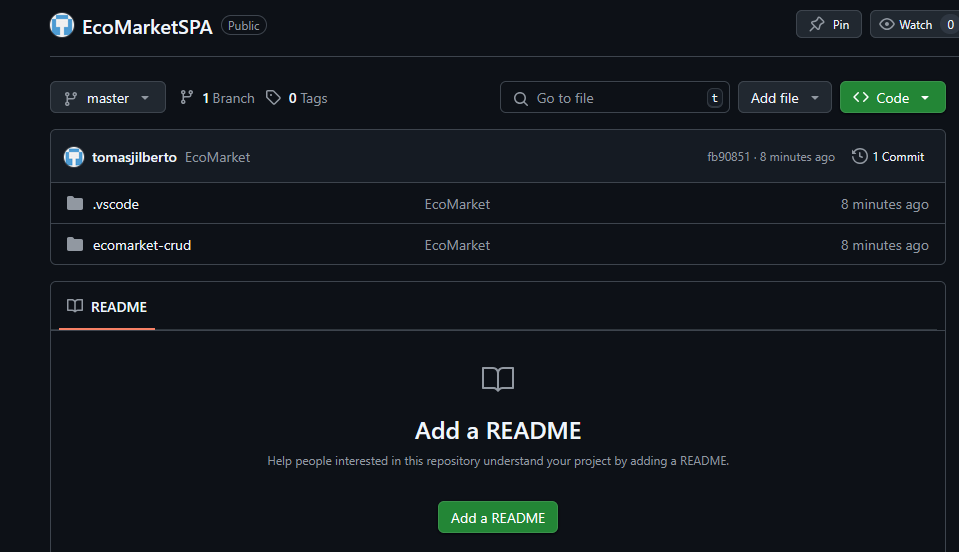 EcoMarketSPA Public Pin Watch 0
master 1 Branch 0 Tags Go to file t Add file Code
tomasjilberto EcoMarket fb90851 · 8 minutes ago 1 Commit
.vscode EcoMarket 8 minutes ago
ecomarket-crud EcoMarket 8 minutes ago
README
Add a README
Help people interested in this repository understand your project by adding a README.
Add a README